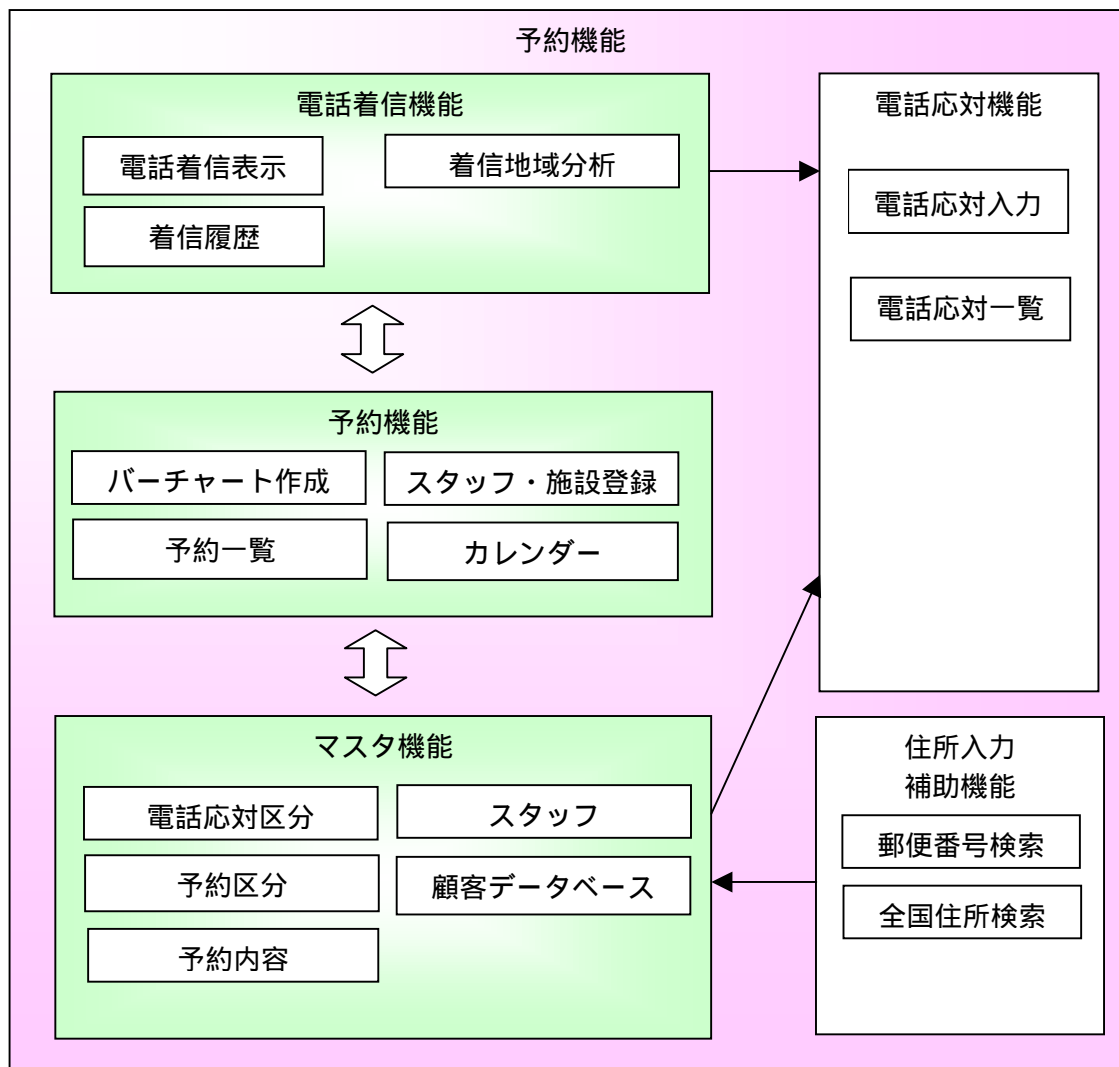 予約機能
電話着信機能
電話着信表示
着信地域分析
着信履歴
電話応対機能
電話応対入力
電話応対一覧
予約機能
バーチャート作成
スタッフ・施設登録
予約一覧
カレンダー
マスタ機能
電話応対区分
スタッフ
予約区分
顧客データベース
予約内容
住所入力
補助機能
郵便番号検索
全国住所検索